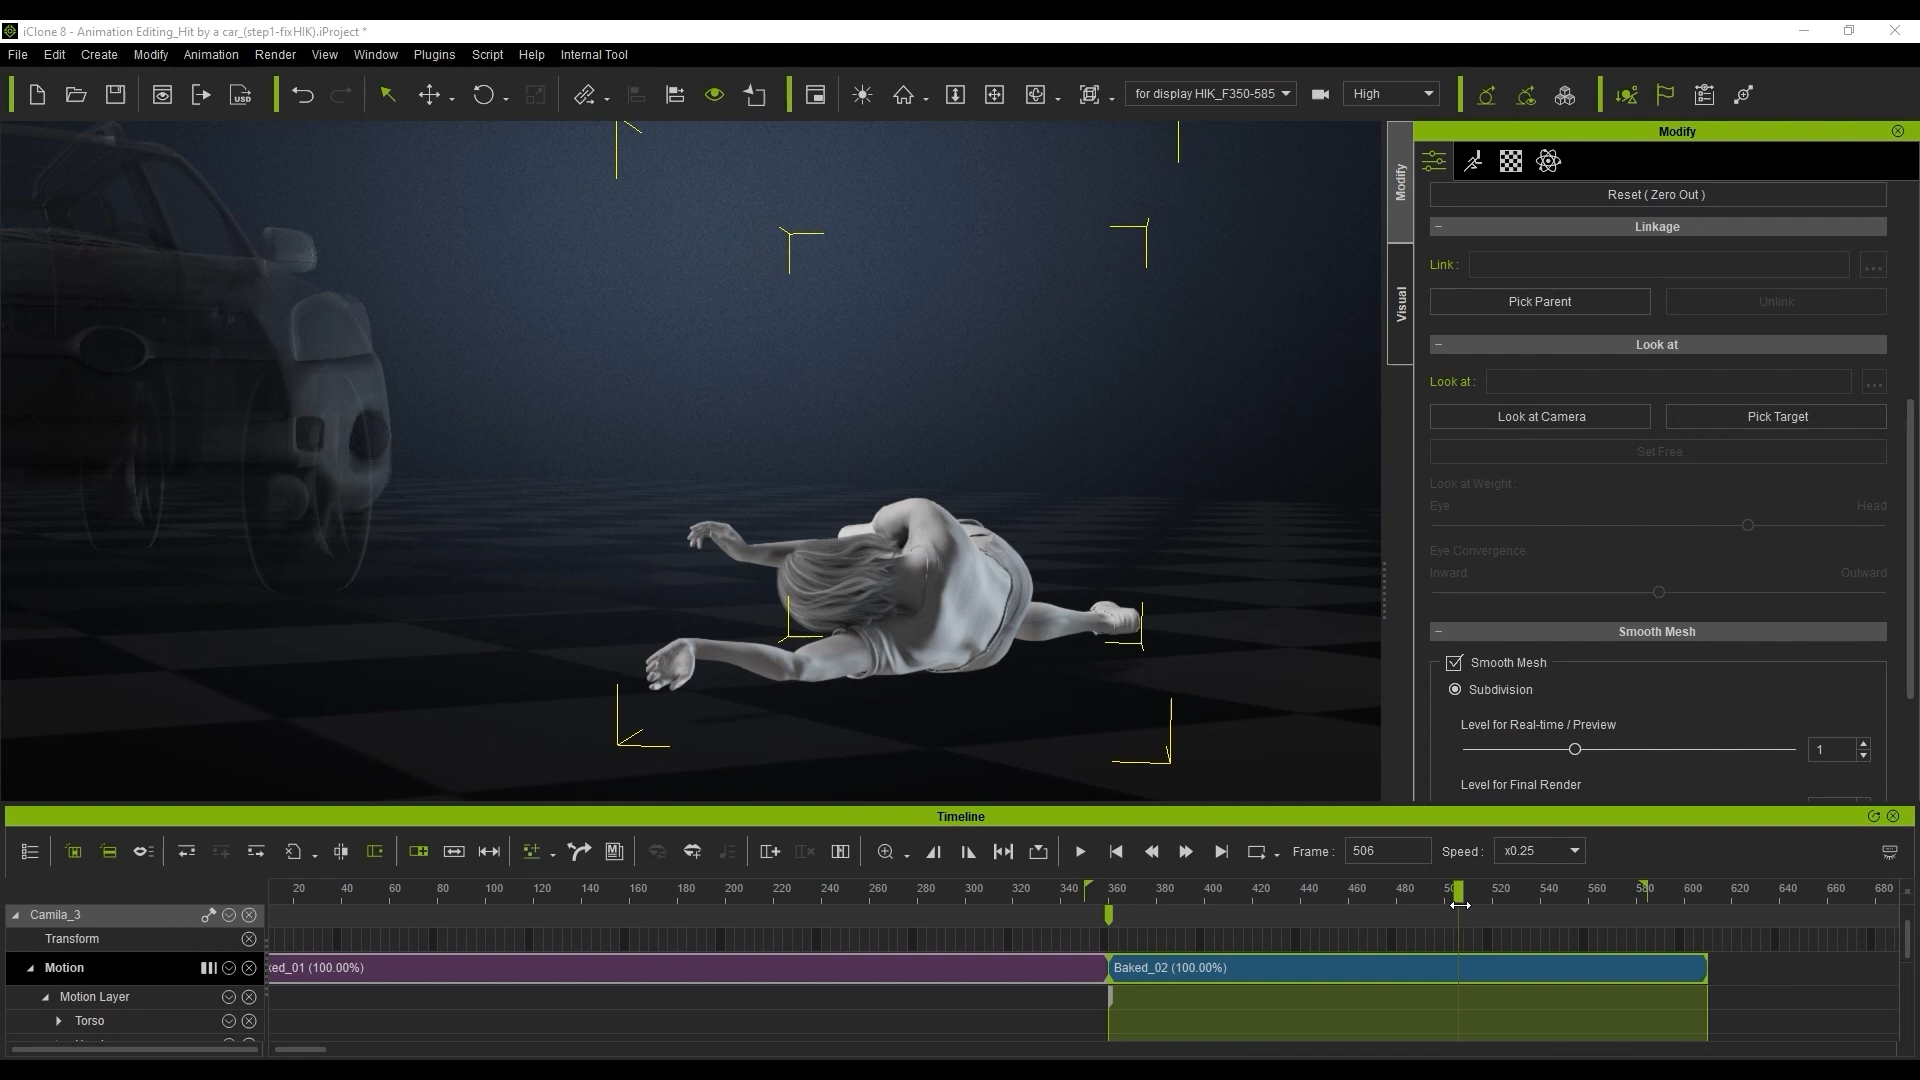 iClone 8 - Animation Editing_Hit by a car_(step1-fixHIK).iProject *
File Edit Create Modify Animation Render View Window Plugins Script Help Internal Tool
USD for display HIK_F350-585 High
Modify
Modify
Visual
Reset ( Zero Out )
Linkage
Link :
Pick Parent Unlink
Look at
Look at :
Look at Camera Pick Target
Set Free
Look at Weight :
Eye Head
Eye Convergence :
Inward Outward
Smooth Mesh
Smooth Mesh
Subdivision
Level for Real-time / Preview
1
Level for Final Render
Timeline
Frame : 506 Speed : x0.25
20 40 60 80 100 120 140 160 180 200 220 240 260 280 300 320 340 360 380 400 420 440 460 480 520 540 560 580 600 620 640 660 680
Camila_3
Transform
Motion
ked_01 (100.00%) Baked_02 (100.00%)
Motion Layer
Torso